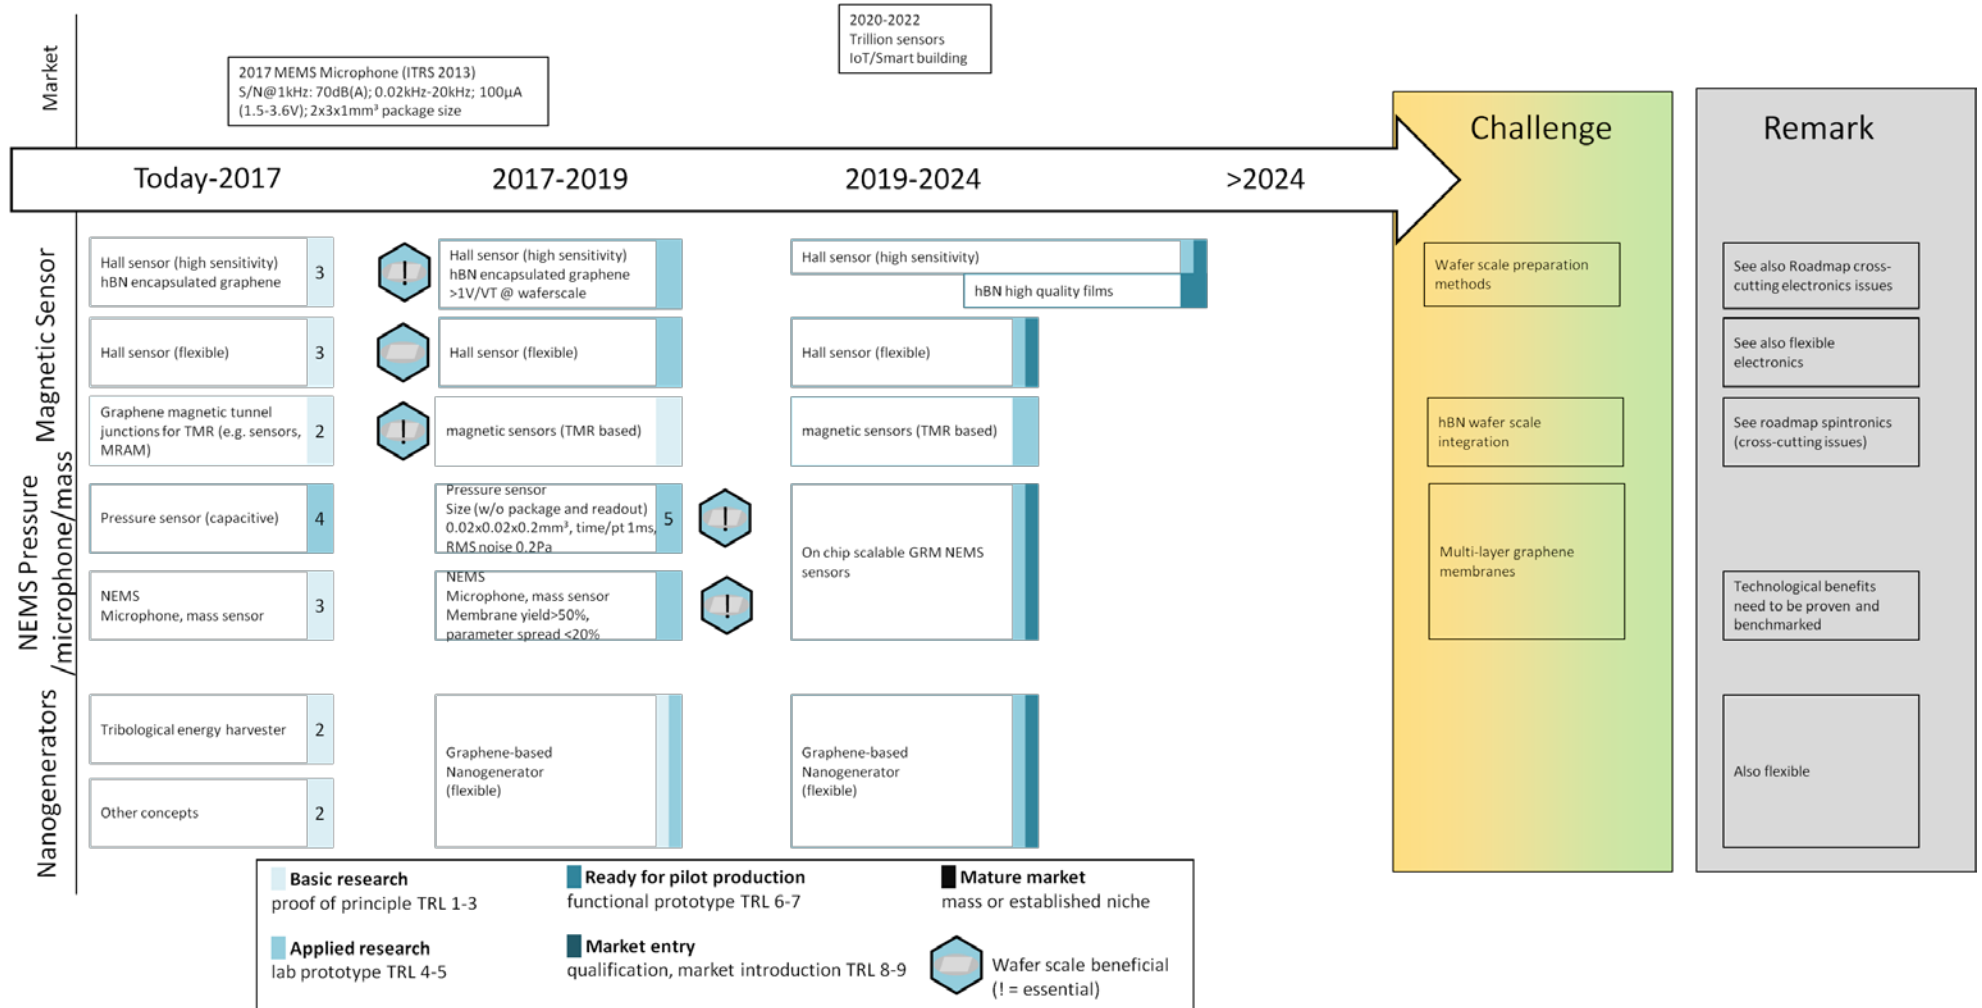 Market
2017 MEMS Microphone (ITRS 2013)
S/N@1kHz: 70dB(A); 0.02kHz-20kHz; 100µA
(1.5-3.6V); 2x3x1mm³ package size
2020-2022
Trillion sensors
IoT/Smart building
Today-2017
2017-2019
2019-2024
>2024
Challenge
Remark
Magnetic Sensor
Hall sensor (high sensitivity)
hBN encapsulated graphene
3
!
Hall sensor (high sensitivity)
hBN encapsulated graphene
>1V/VT @ waferscale
Hall sensor (high sensitivity)
hBN high quality films
Wafer scale preparation
methods
See also Roadmap cross-
cutting electronics issues
Hall sensor (flexible)
3
Hall sensor (flexible)
Hall sensor (flexible)
See also flexible
electronics
Graphene magnetic tunnel
junctions for TMR (e.g. sensors,
MRAM)
2
!
magnetic sensors (TMR based)
magnetic sensors (TMR based)
hBN wafer scale
integration
See roadmap spintronics
(cross-cutting issues)
NEMS Pressure
/microphone/mass
Pressure sensor (capacitive)
4
Pressure sensor
Size (w/o package and readout)
0.02x0.02x0.2mm³, time/pt 1ms,
RMS noise 0.2Pa
5
!
On chip scalable GRM NEMS
sensors
Multi-layer graphene
membranes
NEMS
Microphone, mass sensor
3
NEMS
Microphone, mass sensor
Membrane yield>50%,
parameter spread <20%
!
Technological benefits
need to be proven and
benchmarked
Nanogenerators
Tribological energy harvester
2
Other concepts
2
Graphene-based
Nanogenerator
(flexible)
Graphene-based
Nanogenerator
(flexible)
Also flexible
Basic research
proof of principle TRL 1-3
Ready for pilot production
functional prototype TRL 6-7
Mature market
mass or established niche
Applied research
lab prototype TRL 4-5
Market entry
qualification, market introduction TRL 8-9
Wafer scale beneficial
(! = essential)